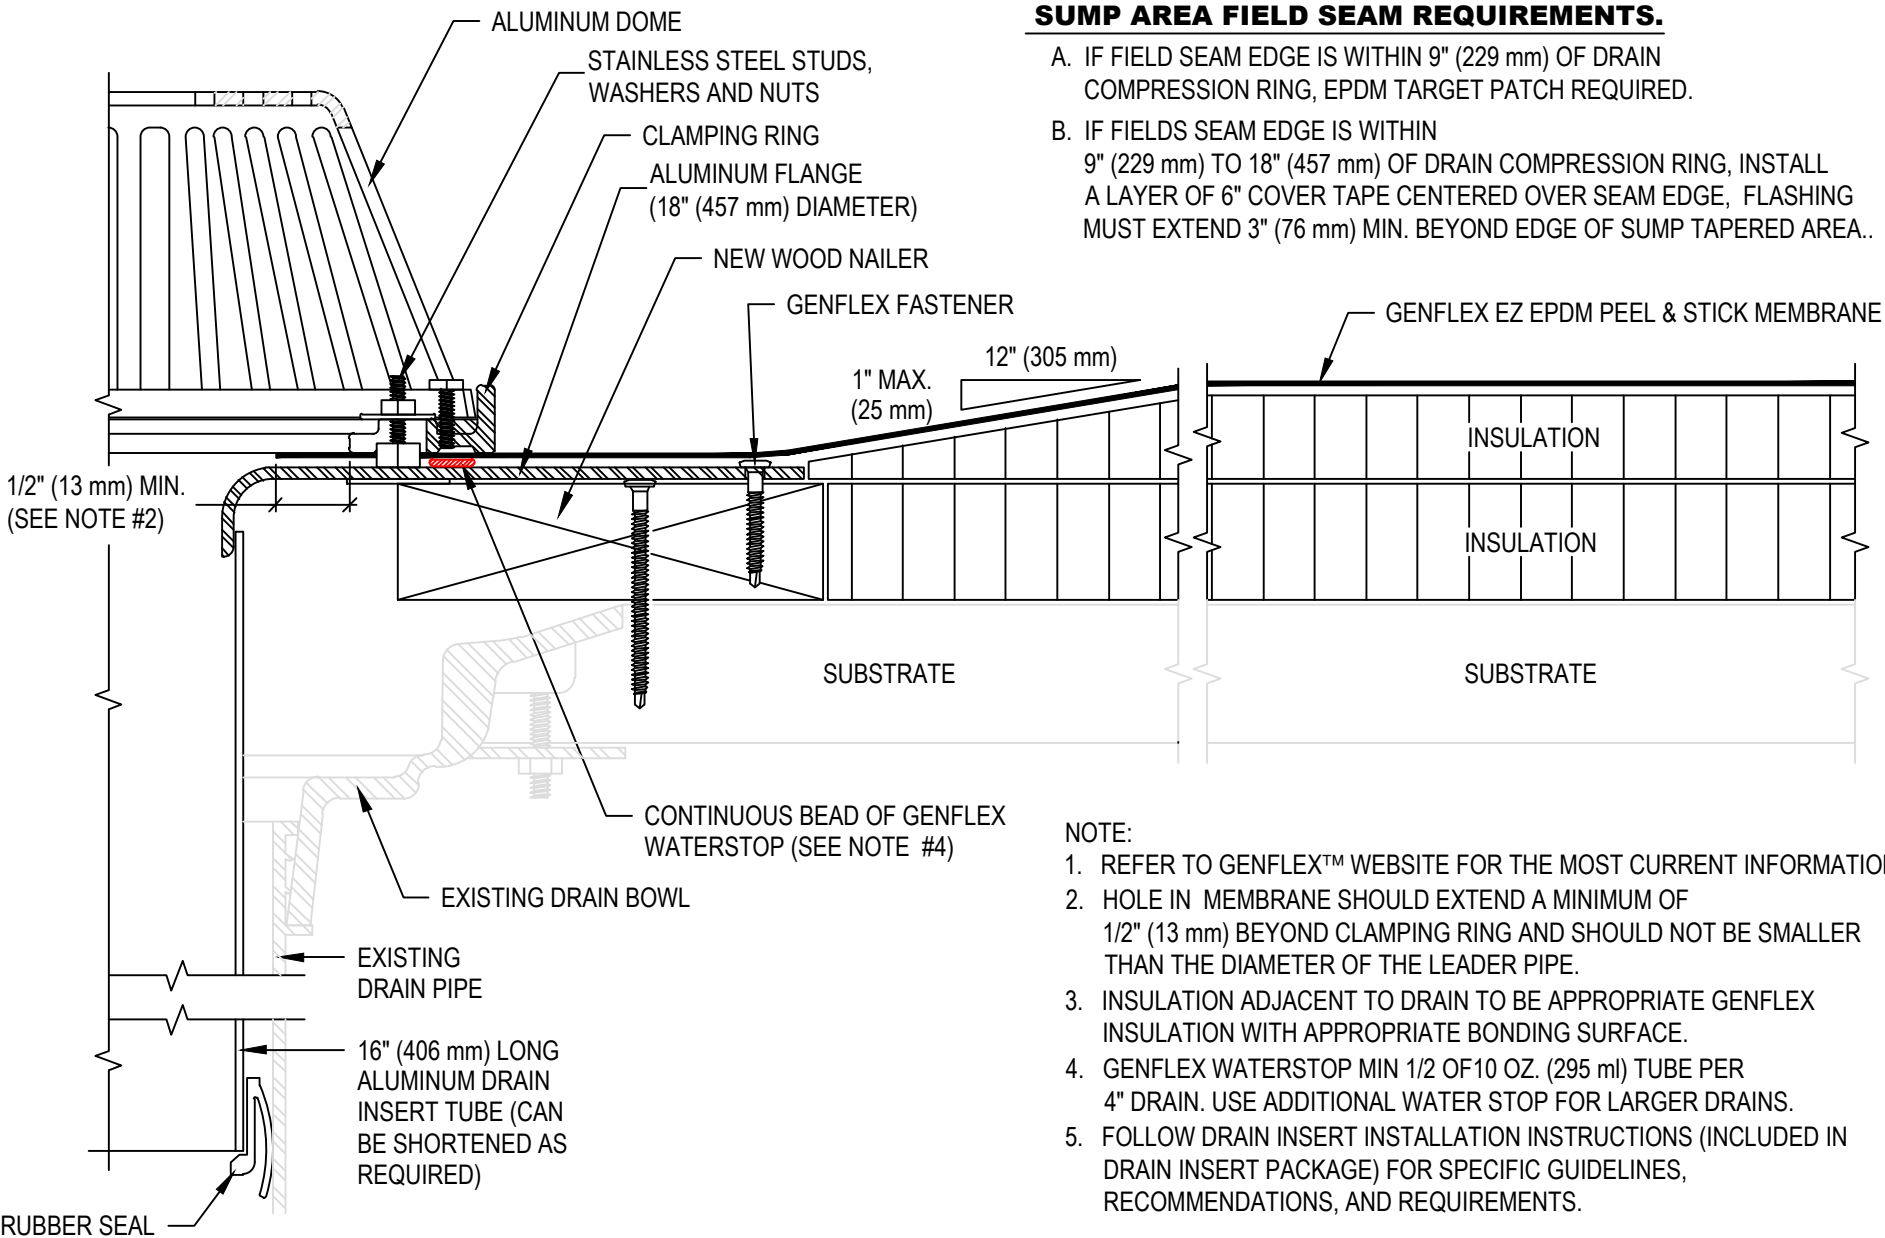 ALUMINUM DOME
STAINLESS STEEL STUDS,
WASHERS AND NUTS
CLAMPING RING
ALUMINUM FLANGE
(18" (457 mm) DIAMETER)
NEW WOOD NAILER
GENFLEX FASTENER
SUMP AREA FIELD SEAM REQUIREMENTS.
A. IF FIELD SEAM EDGE IS WITHIN 9" (229 mm) OF DRAIN
COMPRESSION RING, EPDM TARGET PATCH REQUIRED.
B. IF FIELDS SEAM EDGE IS WITHIN
9" (229 mm) TO 18" (457 mm) OF DRAIN COMPRESSION RING, INSTALL
A LAYER OF 6" COVER TAPE CENTERED OVER SEAM EDGE, FLASHING
MUST EXTEND 3" (76 mm) MIN. BEYOND EDGE OF SUMP TAPERED AREA..
GENFLEX EZ EPDM PEEL & STICK MEMBRANE
12" (305 mm)
1" MAX.
(25 mm)
INSULATION
INSULATION
1/2" (13 mm) MIN.
(SEE NOTE #2)
SUBSTRATE
SUBSTRATE
CONTINUOUS BEAD OF GENFLEX
WATERSTOP (SEE NOTE #4)
EXISTING DRAIN BOWL
EXISTING
DRAIN PIPE
16" (406 mm) LONG
ALUMINUM DRAIN
INSERT TUBE (CAN
BE SHORTENED AS
REQUIRED)
RUBBER SEAL
NOTE:
1. REFER TO GENFLEX™ WEBSITE FOR THE MOST CURRENT INFORMATION
2. HOLE IN MEMBRANE SHOULD EXTEND A MINIMUM OF
1/2" (13 mm) BEYOND CLAMPING RING AND SHOULD NOT BE SMALLER
THAN THE DIAMETER OF THE LEADER PIPE.
3. INSULATION ADJACENT TO DRAIN TO BE APPROPRIATE GENFLEX
INSULATION WITH APPROPRIATE BONDING SURFACE.
4. GENFLEX WATERSTOP MIN 1/2 OF10 OZ. (295 ml) TUBE PER
4" DRAIN. USE ADDITIONAL WATER STOP FOR LARGER DRAINS.
5. FOLLOW DRAIN INSERT INSTALLATION INSTRUCTIONS (INCLUDED IN
DRAIN INSERT PACKAGE) FOR SPECIFIC GUIDELINES,
RECOMMENDATIONS, AND REQUIREMENTS.